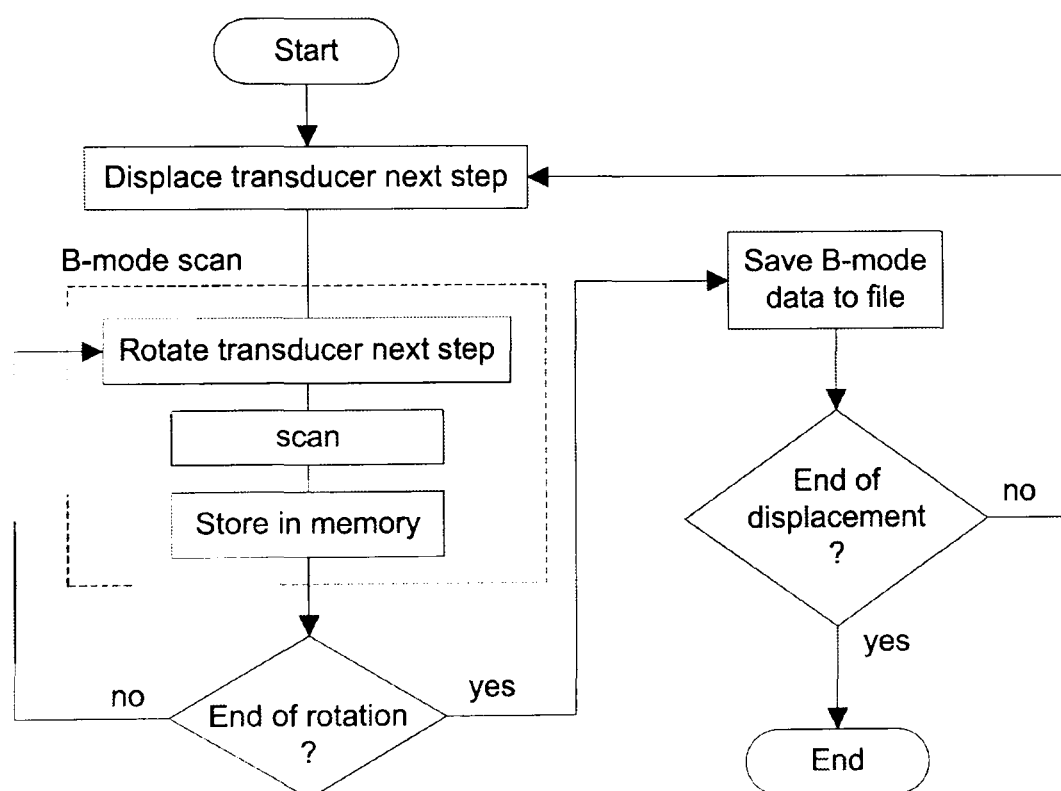 Start
Displace transducer next step
B-mode scan
Rotate transducer next step
scan
Store in memory
End of rotation
?
no
yes
Save B-mode
data to file
End of
displacement
?
no
yes
End